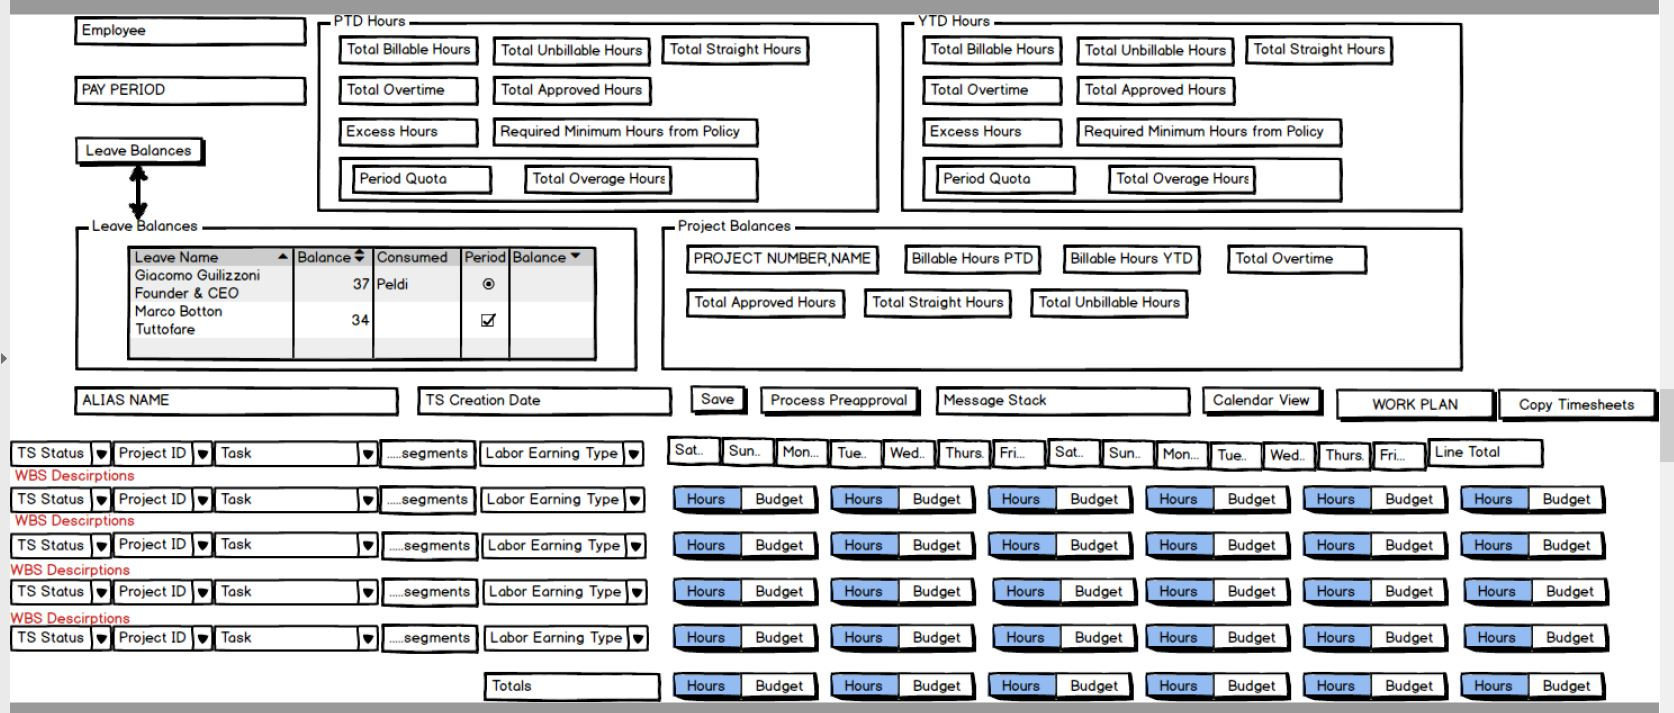 Employee
PAY PERIOD
Leave Balances
PTD Hours
Total Billable Hours Total Unbillable Hours Total Straight Hours
Total Overtime Total Approved Hours
Excess Hours Required Minimum Hours from Policy
Period Quota Total Overage Hours
YTD Hours
Total Billable Hours Total Unbillable Hours Total Straight Hours
Total Overtime Total Approved Hours
Excess Hours Required Minimum Hours from Policy
Period Quota Total Overage Hours
Leave Balances
Leave Name Balance Consumed Period Balance
Giacomo Guilizzoni
Founder & CEO 37 Peldi
Marco Botton
Tuttofare 34
Project Balances
PROJECT NUMBER,NAME Billable Hours PTD Billable Hours YTD Total Overtime
Total Approved Hours Total Straight Hours Total Unbillable Hours
ALIAS NAME TS Creation Date Save Process Preapproval Message Stack Calendar View WORK PLAN Copy Timesheets
TS Status Project ID Task .....segments Labor Earning Type Sat.. Sun.. Mon... Tue.. Wed.. Thurs. Fri... Sat.. Sun.. Mon... Tue.. Wed.. Thurs. Fri... Line Total
WBS Descirptions
TS Status Project ID Task .....segments Labor Earning Type Hours Budget Hours Budget Hours Budget Hours Budget Hours Budget Hours Budget
WBS Descirptions
TS Status Project ID Task .....segments Labor Earning Type Hours Budget Hours Budget Hours Budget Hours Budget Hours Budget Hours Budget
WBS Descirptions
TS Status Project ID Task .....segments Labor Earning Type Hours Budget Hours Budget Hours Budget Hours Budget Hours Budget Hours Budget
WBS Descirptions
TS Status Project ID Task .....segments Labor Earning Type Hours Budget Hours Budget Hours Budget Hours Budget Hours Budget Hours Budget
Totals Hours Budget Hours Budget Hours Budget Hours Budget Hours Budget Hours Budget